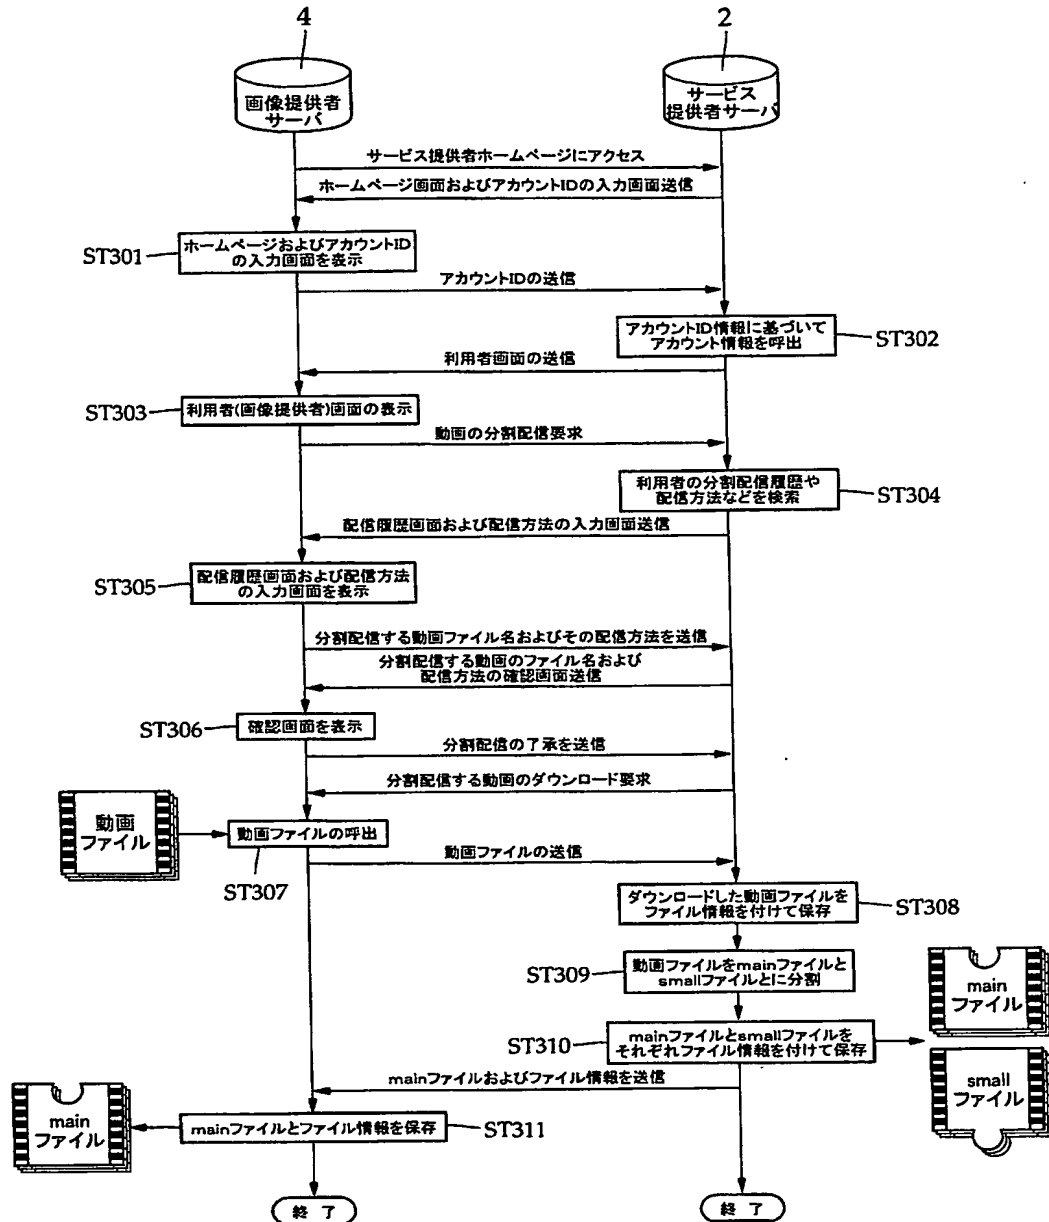 4
2
画像提供者
サーバ
サービス
提供者サーバ
サービス提供者ホームページにアクセス
ホームページ画面およびアカウントIDの入力画面送信
ST301
ホームページおよびアカウントID
の入力画面を表示
アカウントIDの送信
アカウントID情報に基づいて
アカウント情報を呼出
ST302
利用者画面の送信
ST303
利用者(画像提供者)画面の表示
動画の分割配信要求
利用者の分割配信履歴や
配信方法などを検索
ST304
配信履歴画面および配信方法の入力画面送信
ST305
配信履歴画面および配信方法
の入力画面を表示
分割配信する動画ファイル名およびその配信方法を送信
分割配信する動画のファイル名および
配信方法の確認画面送信
ST306
確認画面を表示
分割配信の了承を送信
分割配信する動画のダウンロード要求
動画
ファイル
動画ファイルの呼出
ST307
動画ファイルの送信
ダウンロードした動画ファイルを
ファイル情報を付けて保存
ST308
ST309
動画ファイルをmainファイルと
smallファイルとに分割
main
ファイル
ST310
mainファイルとsmallファイルを
それぞれファイル情報を付けて保存
mainファイルおよびファイル情報を送信
small
ファイル
main
ファイル
mainファイルとファイル情報を保存
ST311
終 了
終 了